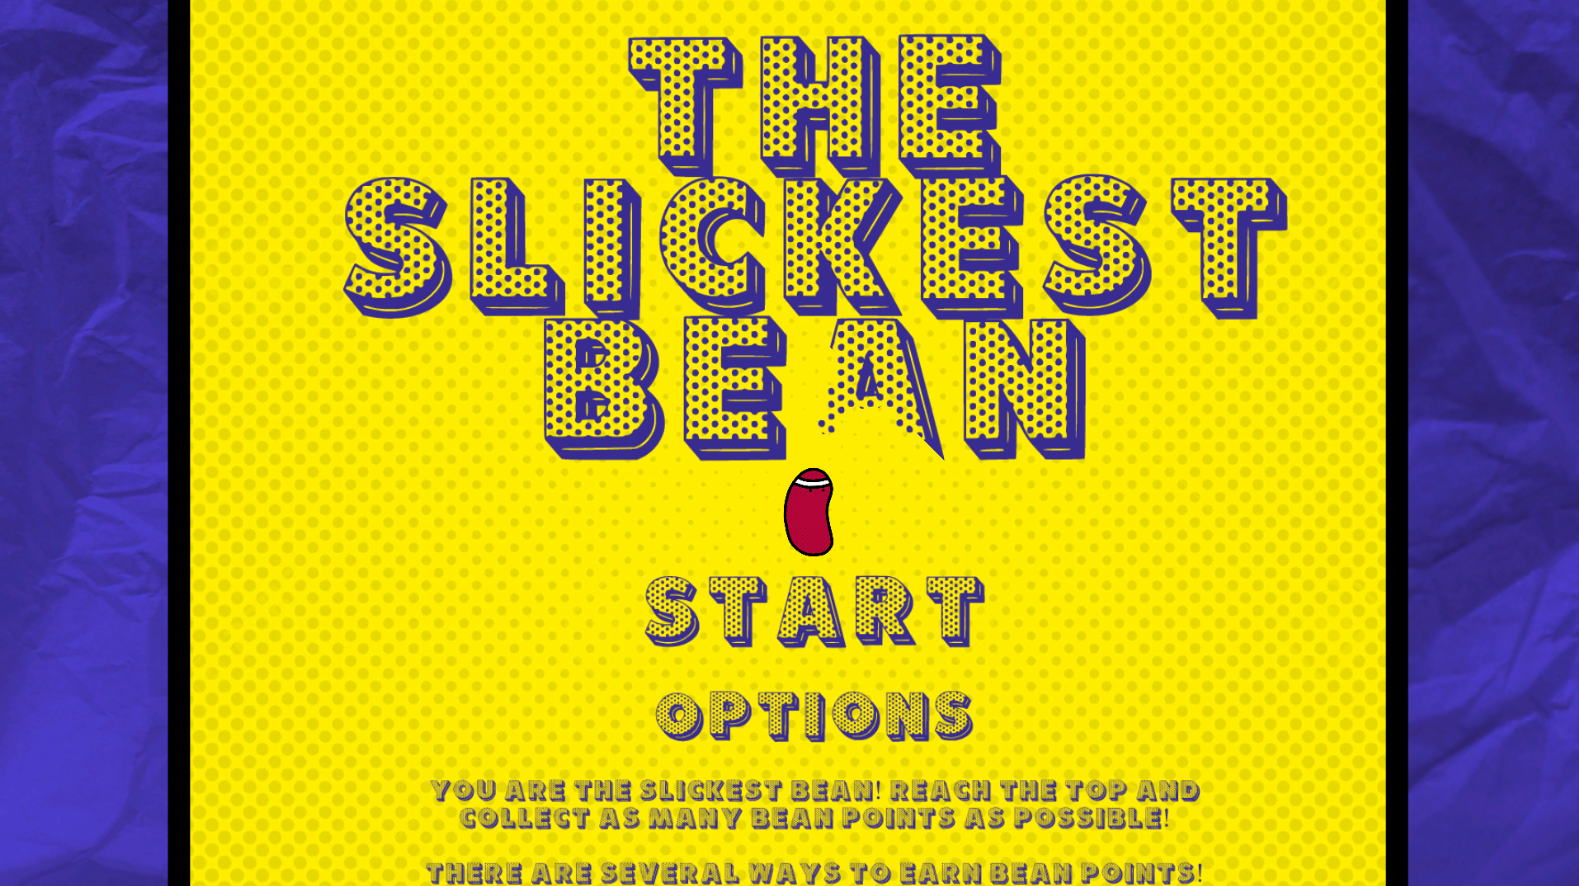 THE
SLICKEST
BEAN
START
OPTIONS
YOU ARE THE SLICKEST BEAN! REACH THE TOP AND
COLLECT AS MANY BEAN POINTS AS POSSIBLE!
THERE ARE SEVERAL WAYS TO EARN BEAN POINTS!